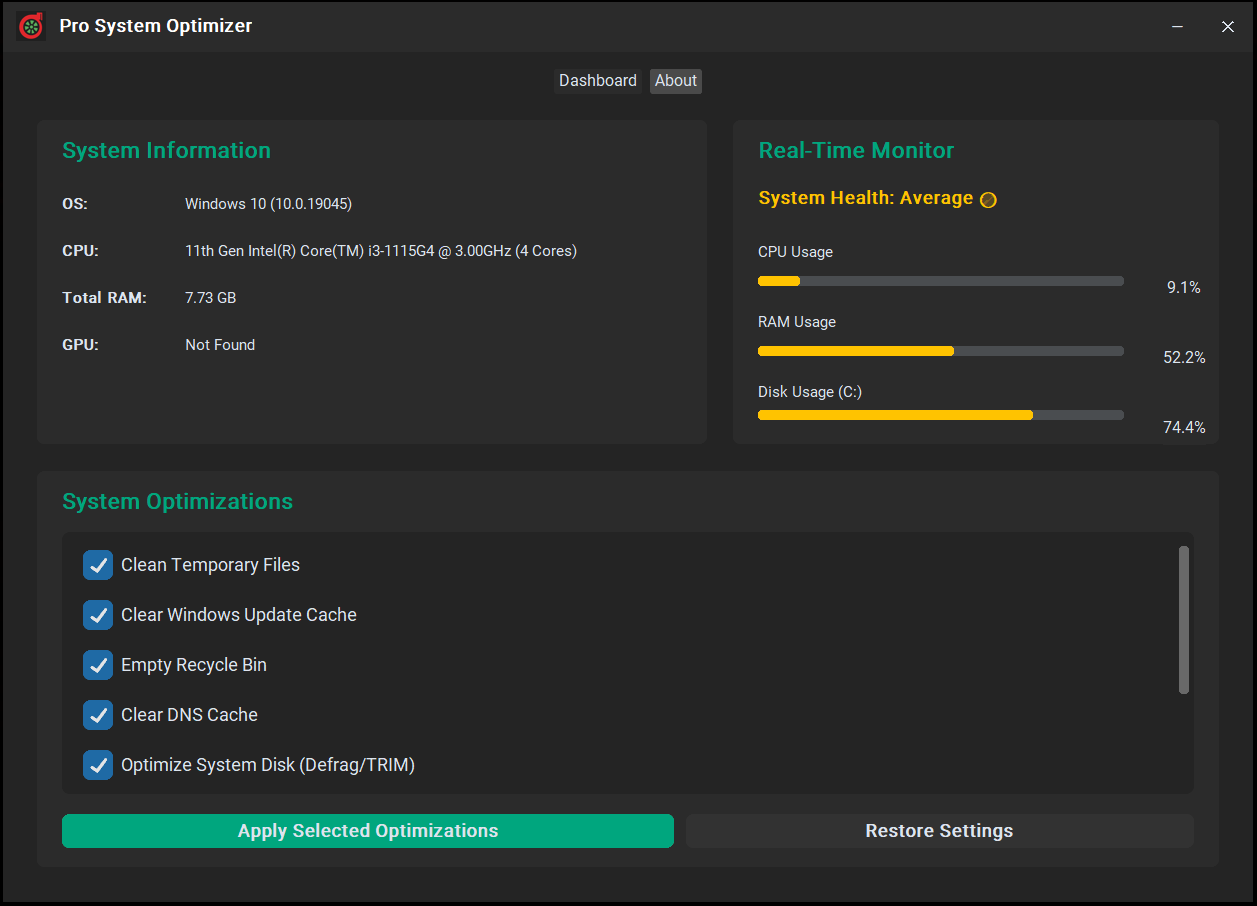 Pro System Optimizer
Dashboard
About
System Information
OS: Windows 10 (10.0.19045)
CPU: 11th Gen Intel(R) Core(TM) i3-1115G4 @ 3.00GHz (4 Cores)
Total RAM: 7.73 GB
GPU: Not Found
Real-Time Monitor
System Health: Average
CPU Usage
9.1%
RAM Usage
52.2%
Disk Usage (C:)
74.4%
System Optimizations
Clean Temporary Files
Clear Windows Update Cache
Empty Recycle Bin
Clear DNS Cache
Optimize System Disk (Defrag/TRIM)
Apply Selected Optimizations
Restore Settings